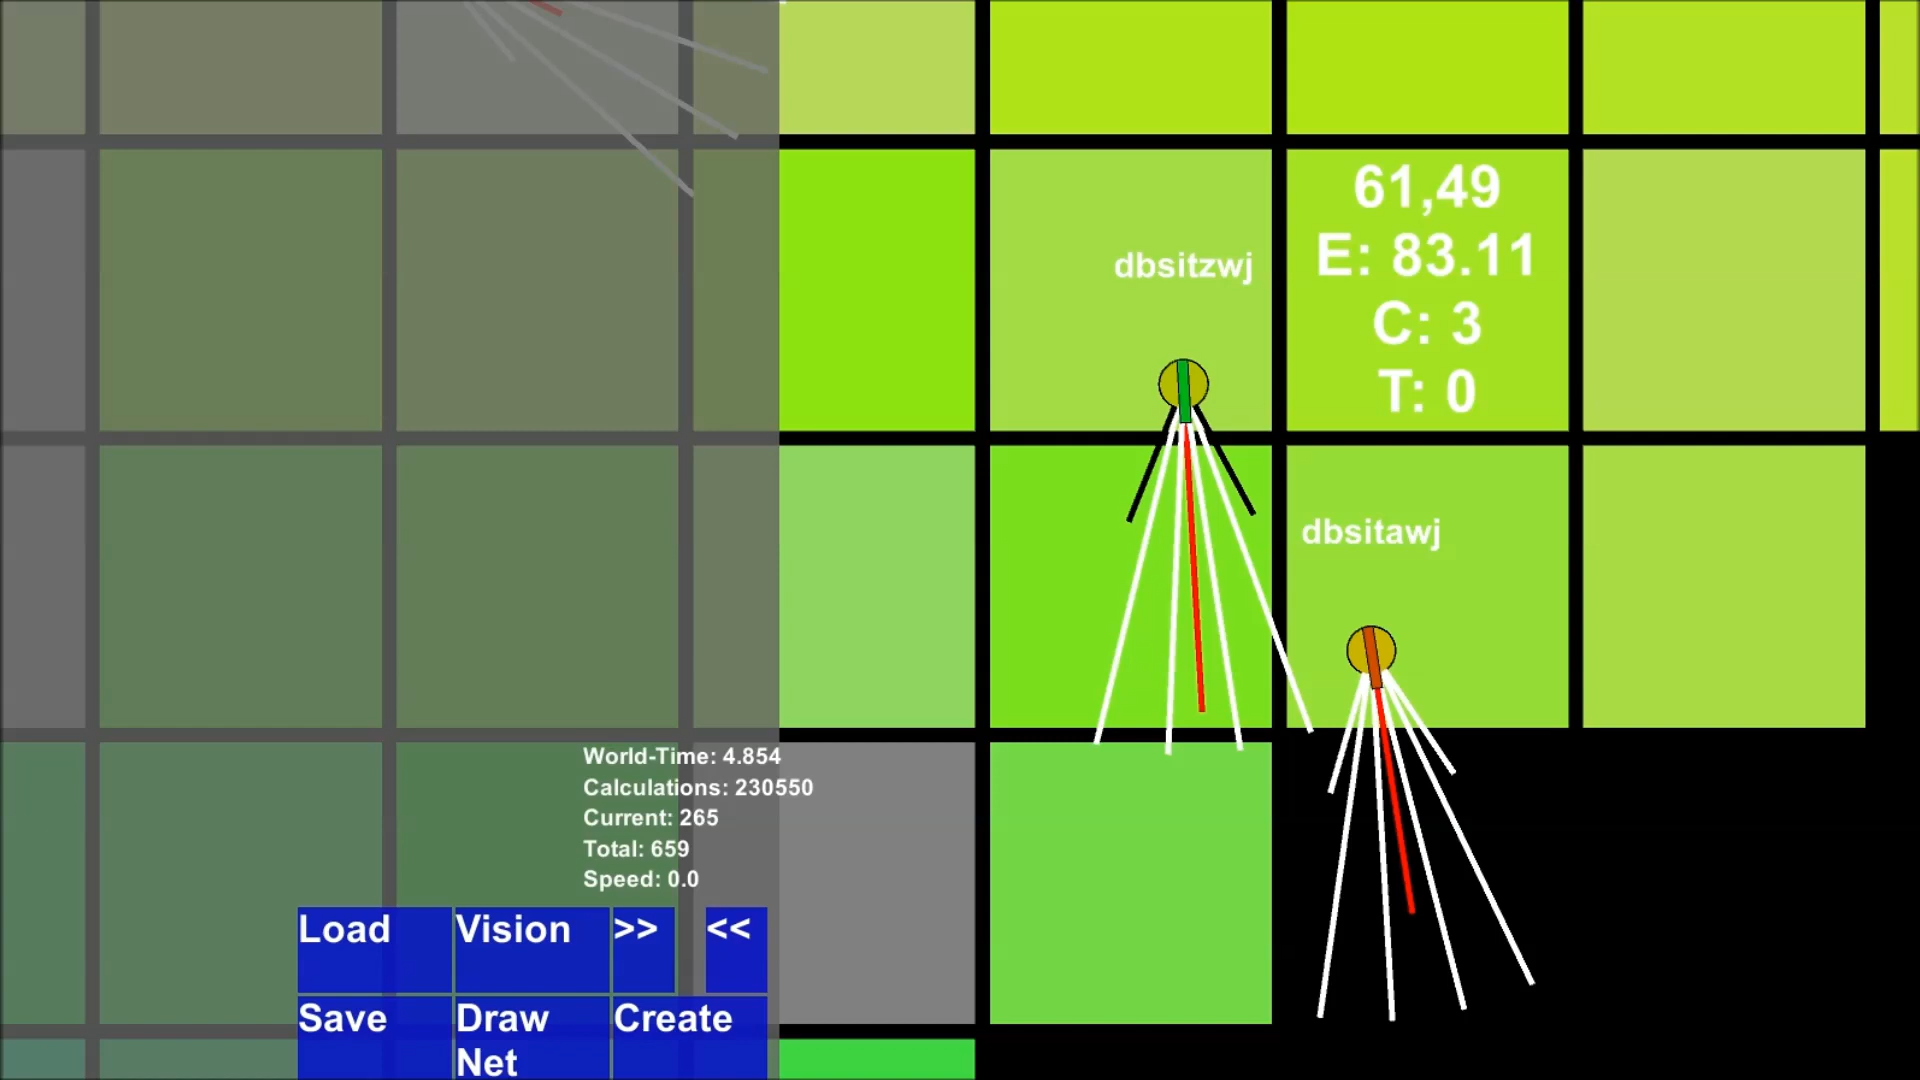 61,49
E: 83.11
C: 3
T: 0
dbsitzwj
dbsitawj
World-Time: 4.854
Calculations: 230550
Current: 265
Total: 659
Speed: 0.0
Load Vision >> <<
Save Draw Net Create